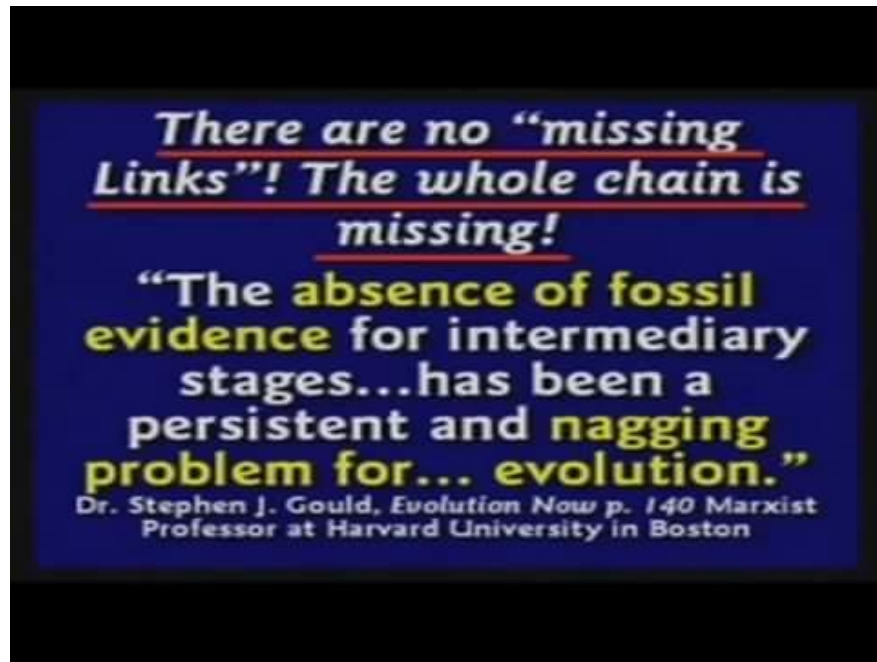 There are no “missing
Links”! The whole chain is
missing!
“The absence of fossil
evidence for intermediary
stages...has been a
persistent and nagging
problem for... evolution.”
Dr. Stephen J. Gould, Evolution Now p. 140 Marxist
Professor at Harvard University in Boston